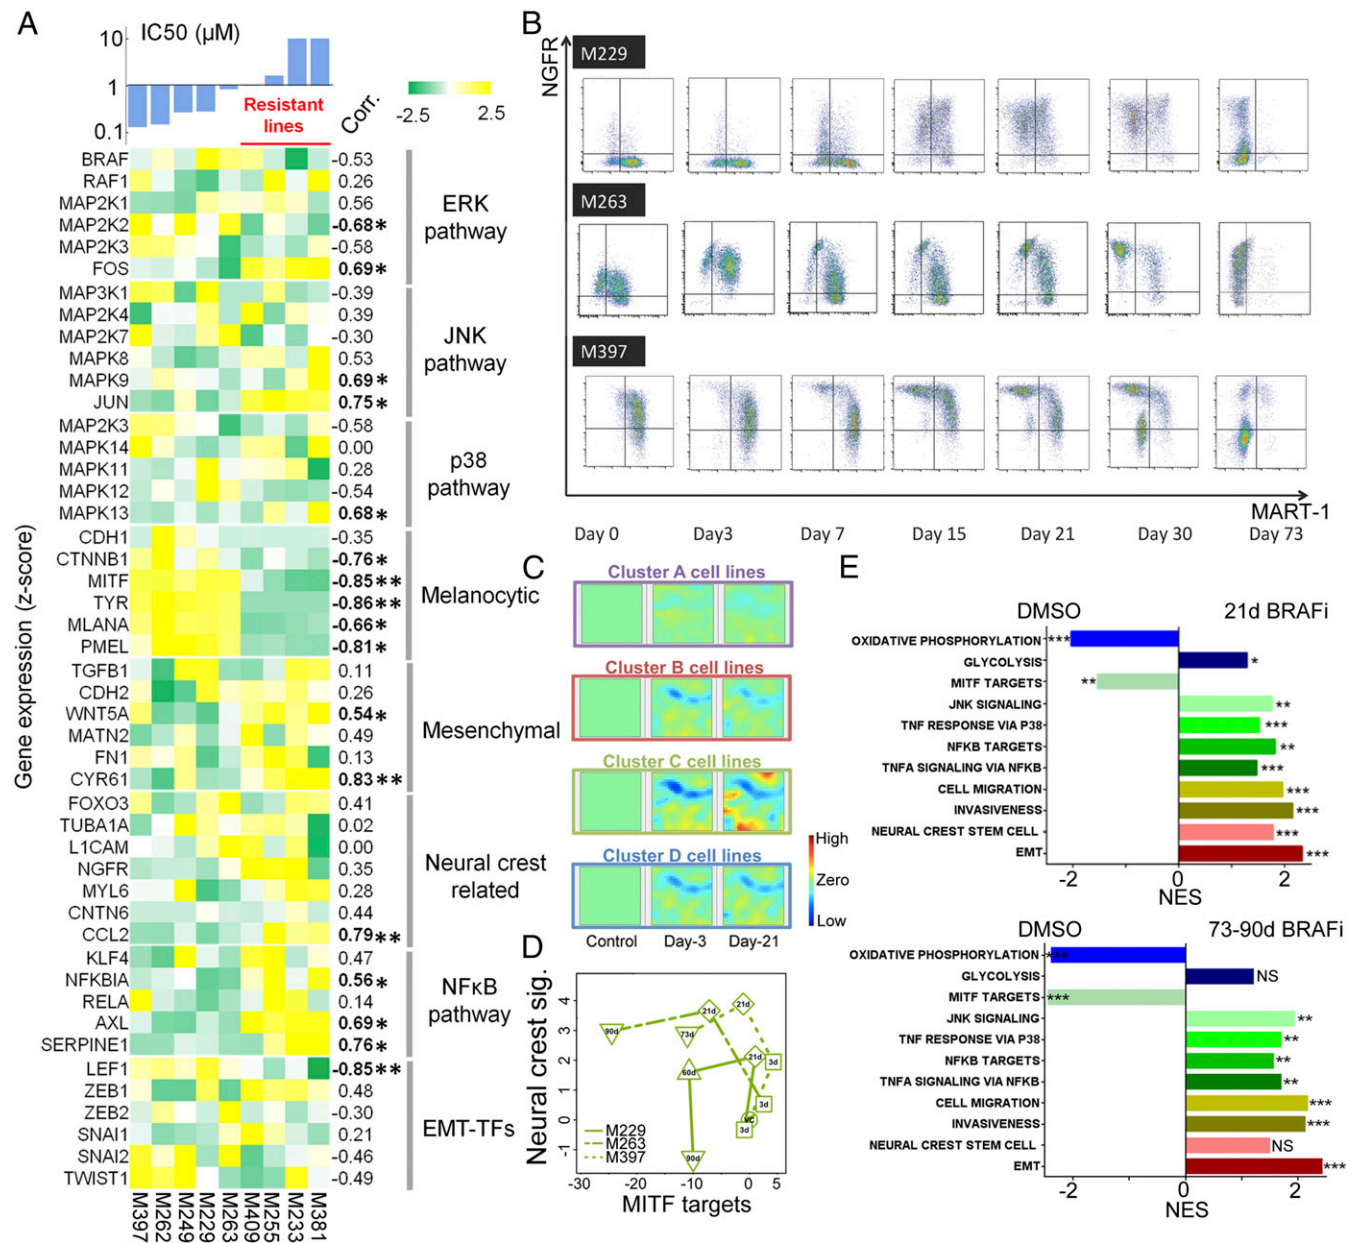 A
IC50 (µM)
10
1
0.1
Resistant
lines
Corr.
-2.5
2.5
Gene expression (z-score)
BRAF -0.53
RAF1 0.26
MAP2K1 0.56
MAP2K2 -0.68*
MAP2K3 -0.58
FOS 0.69*
ERK
pathway
MAP3K1 -0.39
MAP2K4 0.39
MAP2K7 -0.30
MAPK8 0.53
MAPK9 0.69*
JUN 0.75*
JNK
pathway
MAP2K3 -0.58
MAPK14 0.00
MAPK11 0.28
MAPK12 -0.54
MAPK13 0.68*
p38
pathway
CDH1 -0.35
CTNNB1 -0.76*
MITF -0.85**
TYR -0.86**
MLANA -0.66*
PMEL -0.81*
Melanocytic
TGFB1 0.11
CDH2 0.26
WNT5A 0.54*
MATN2 0.49
FN1 0.13
CYR61 0.83**
Mesenchymal
FOXO3 0.41
TUBA1A 0.02
L1CAM 0.00
NGFR 0.35
MYL6 0.28
CNTN6 0.44
CCL2 0.79**
Neural crest
related
KLF4 0.47
NFKBIA 0.56*
RELA 0.14
AXL 0.69*
SERPINE1 0.76*
NFκB
pathway
LEF1 -0.85**
ZEB1 0.48
ZEB2 -0.30
SNAI1 0.21
SNAI2 -0.46
TWIST1 -0.49
EMT-TFs
M397
M262
M249
M229
M263
M409
M255
M233
M381
B
NGFR
M229
M263
M397
MART-1
Day 0 Day3 Day 7 Day 15 Day 21 Day 30 Day 73
C
Cluster A cell lines
Cluster B cell lines
Cluster C cell lines
Cluster D cell lines
Control Day-3 Day-21
High
Zero
Low
D
Neural crest sig.
4
3
2
1
0
-1
90d
21d
73d
21d
60d
21d
3d
3d
VC
3d
90d
M229
M263
M397
-30 -20 -10 0 5
MITF targets
E
DMSO 21d BRAFi
OXIDATIVE PHOSPHORYLATION ***
GLYCOLYSIS *
MITF TARGETS **
JNK SIGNALING **
TNF RESPONSE VIA P38 ***
NFKB TARGETS **
TNFA SIGNALING VIA NFKB ***
CELL MIGRATION ***
INVASIVENESS ***
NEURAL CREST STEM CELL ***
EMT ***
-2 0 2
NES
DMSO 73-90d BRAFi
OXIDATIVE PHOSPHORYLATION ***
GLYCOLYSIS NS
MITF TARGETS ***
JNK SIGNALING **
TNF RESPONSE VIA P38 **
NFKB TARGETS **
TNFA SIGNALING VIA NFKB **
CELL MIGRATION ***
INVASIVENESS ***
NEURAL CREST STEM CELL NS
EMT ***
-2 0 2
NES